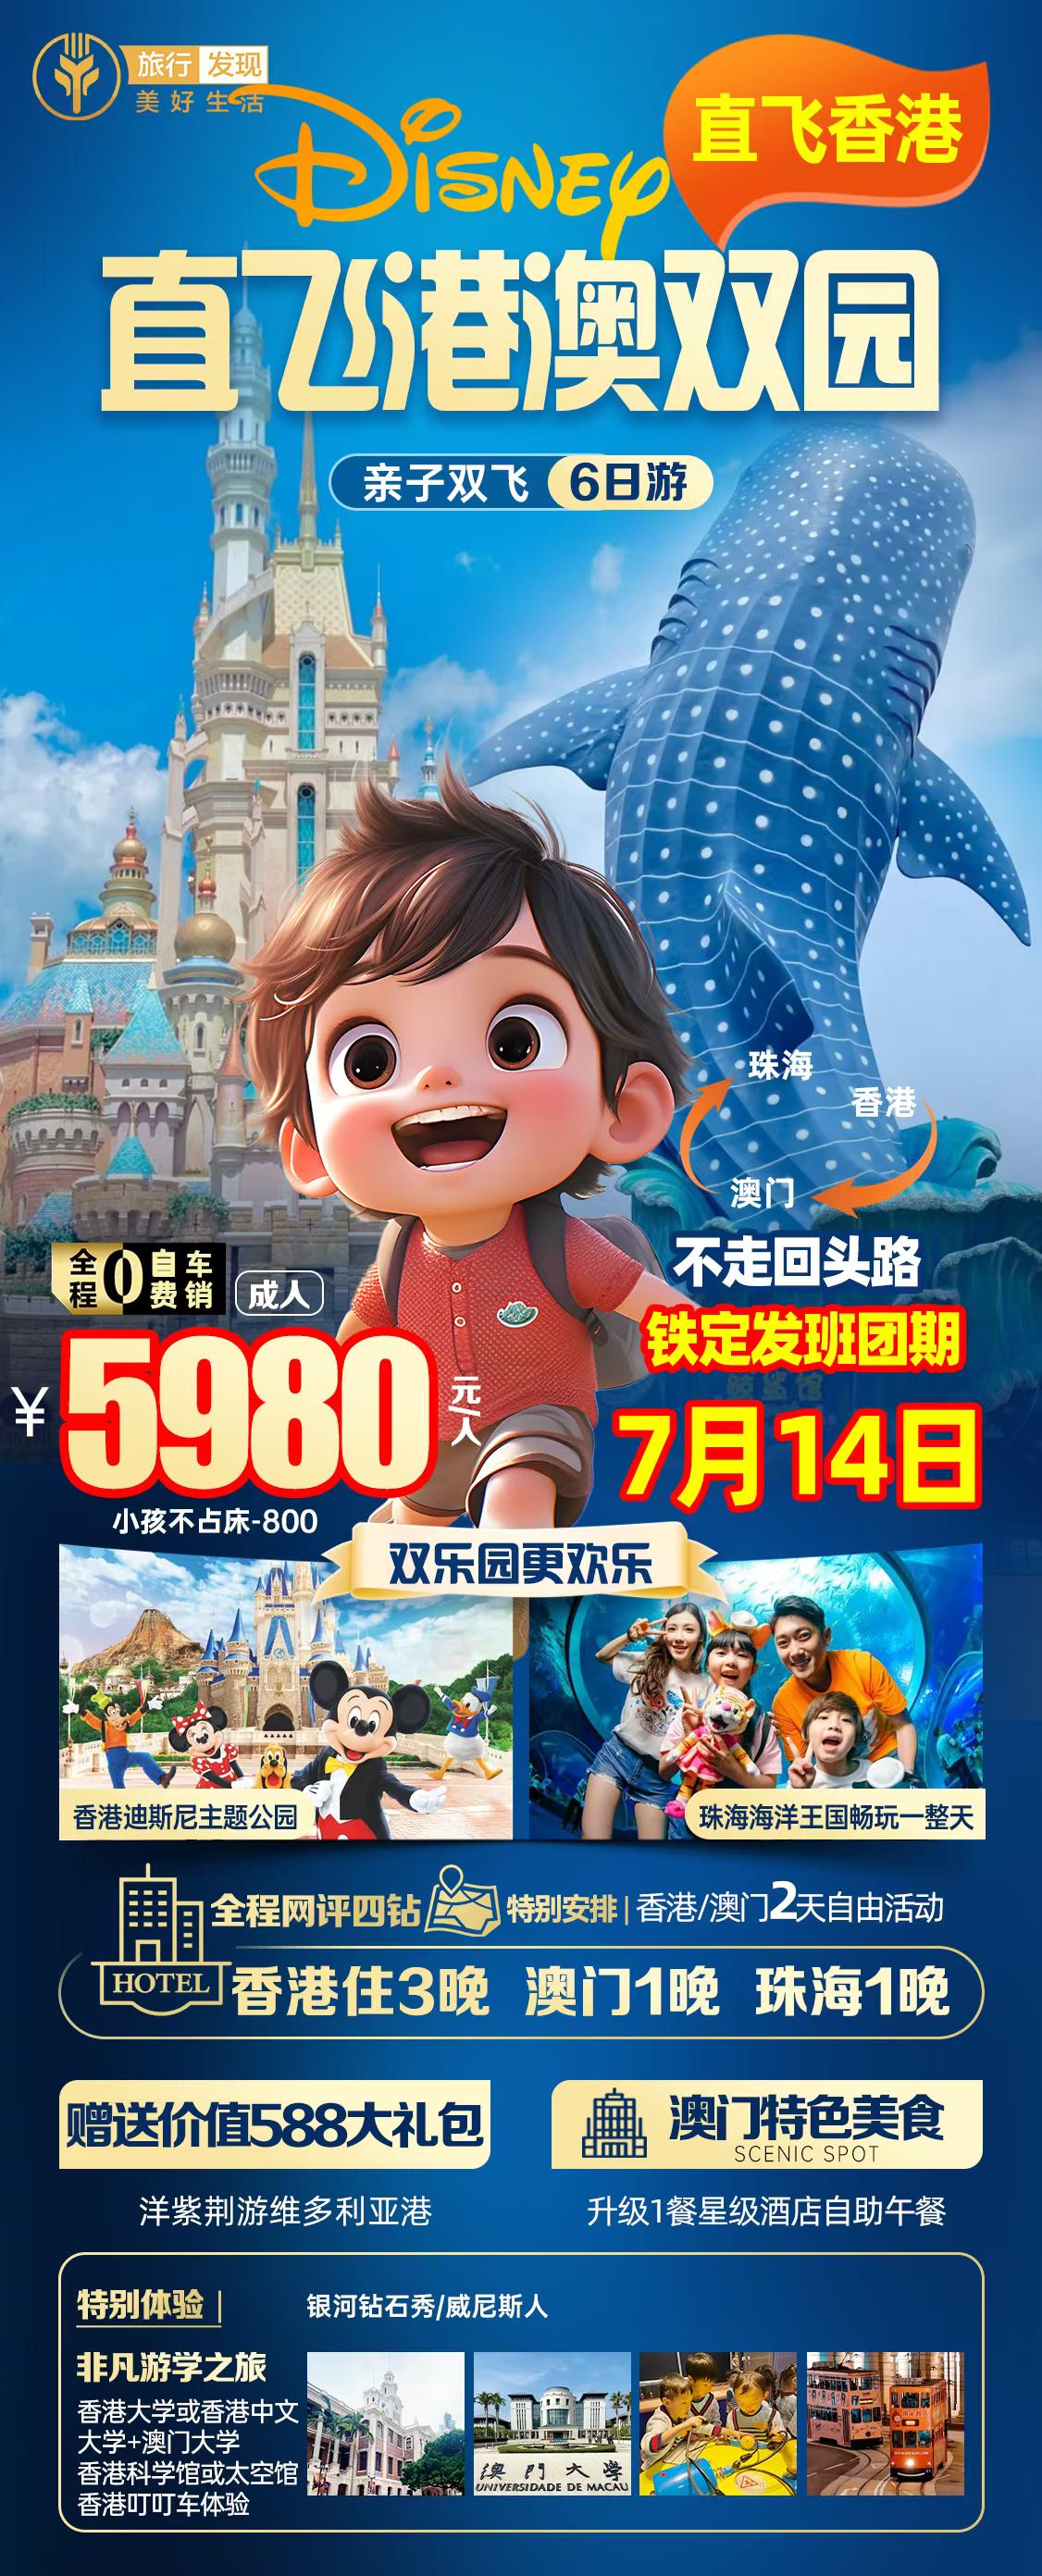 旅行 发现
美好生活
DISNEY
直飞香港
直飞港澳双园
亲子双飞 6日游
珠海
香港
澳门
不走回头路
全程0自费车销
成人
铁定发班团期
¥5980元/人
7月14日
小孩不占床-800
双乐园更欢乐
香港迪斯尼主题公园
珠海海洋王国畅玩一整天
全程网评四钻
特别安排|香港/澳门2天自由活动
HOTEL
香港住3晚 澳门1晚 珠海1晚
赠送价值588大礼包
澳门特色美食
SCENIC SPOT
洋紫荆游维多利亚港
升级1餐星级酒店自助午餐
特别体验|
银河钻石秀/威尼斯人
非凡游学之旅
香港大学或香港中文
大学+澳门大学
香港科学馆或太空馆
香港叮叮车体验
澳門大學
UNIVERSIDADE DE MACAU